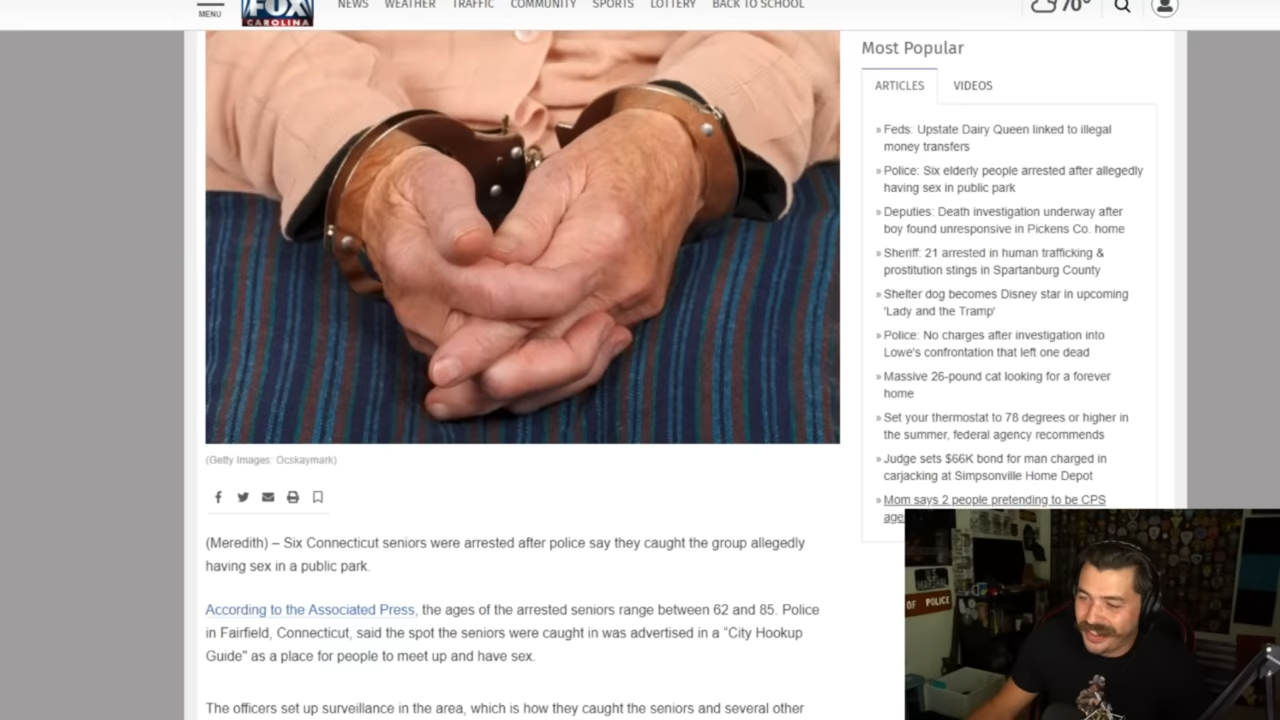 MENU
FOX
CAROLINA
NEWS WEATHER TRAFFIC COMMUNITY SPORTS LOTTERY BACK TO SCHOOL
70°
Most Popular
ARTICLES VIDEOS
» Feds: Upstate Dairy Queen linked to illegal
money transfers
» Police: Six elderly people arrested after allegedly
having sex in public park
» Deputies: Death investigation underway after
boy found unresponsive in Pickens Co. home
» Sheriff: 21 arrested in human trafficking &
prostitution stings in Spartanburg County
» Shelter dog becomes Disney star in upcoming
'Lady and the Tramp'
» Police: No charges after investigation into
Lowe's confrontation that left one dead
» Massive 26-pound cat looking for a forever
home
» Set your thermostat to 78 degrees or higher in
the summer, federal agency recommends
» Judge sets $66K bond for man charged in
carjacking at Simpsonville Home Depot
» Mom says 2 people pretending to be CPS
age
(Getty Images: Ocskaymark)
(Meredith) – Six Connecticut seniors were arrested after police say they caught the group allegedly
having sex in a public park.
According to the Associated Press, the ages of the arrested seniors range between 62 and 85. Police
in Fairfield, Connecticut, said the spot the seniors were caught in was advertised in a “City Hookup
Guide” as a place for people to meet up and have sex.
The officers set up surveillance in the area, which is how they caught the seniors and several other
OF POLICE